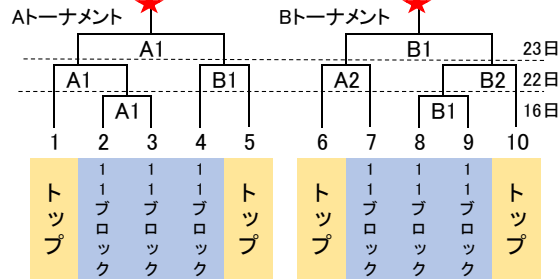 Aトーナメント Bトーナメント
A1 B1 23日
A1 B1 A2 B2 22日
A1 B1 16日
1 2 3 4 5 6 7 8 9 10
トップ
11ブロック
11ブロック
11ブロック
トップ
トップ
11ブロック
11ブロック
11ブロック
トップ